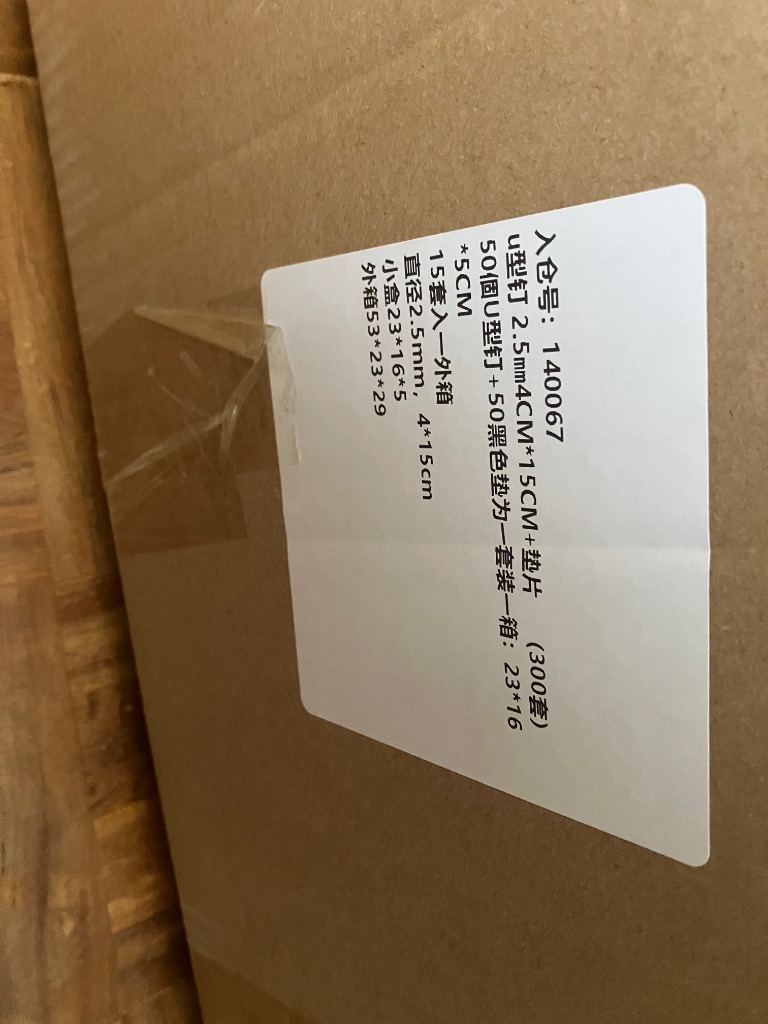 入仓号：140067
u型钉 2.5㎜4CM*15CM+垫片 (300套)
50個U型钉+50黑色垫为一套装一箱：23*16
*5CM
15套入一外箱
直径2.5mm，4*15cm
小盒23*16*5
外箱53*23*29